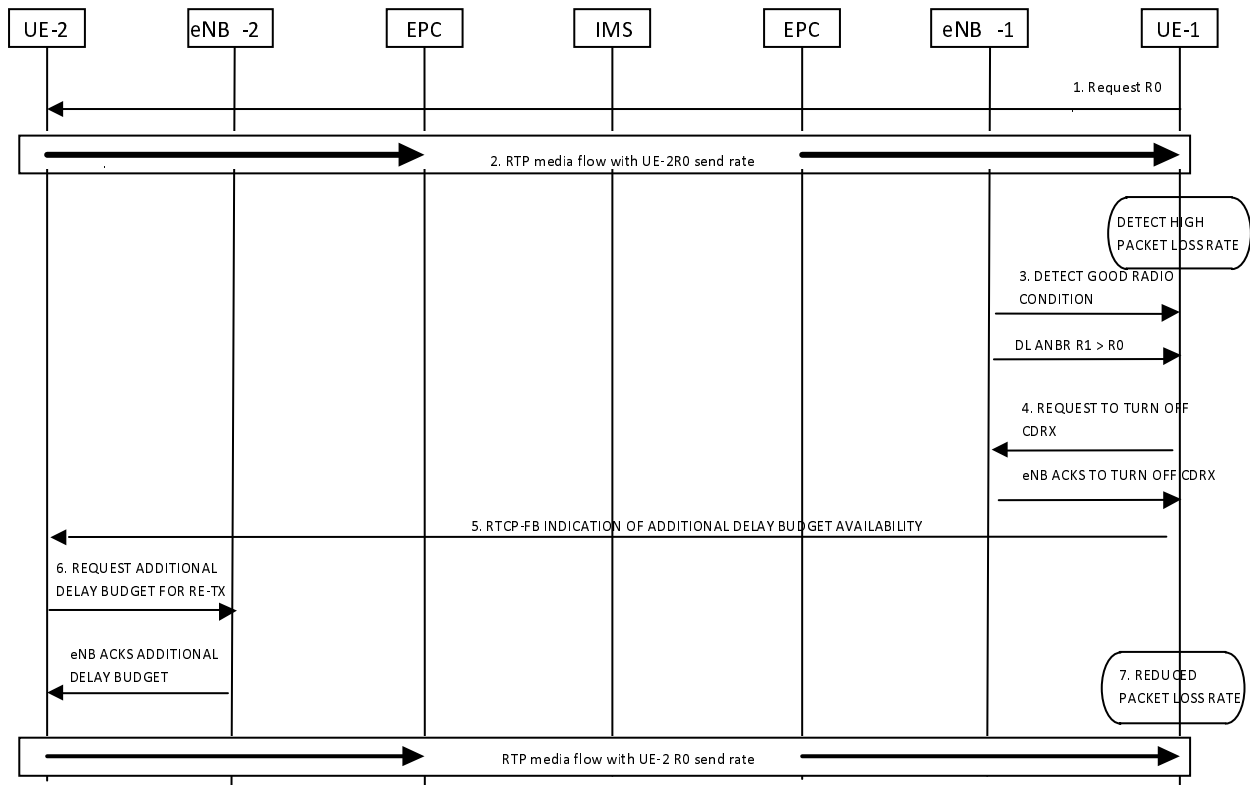 UE-2
eNB -2
EPC
IMS
EPC
eNB -1
UE-1
1. Request R0
2. RTP media flow with UE-2R0 send rate
DETECT HIGH
PACKET LOSS RATE
3. DETECT GOOD RADIO
CONDITION
DL ANBR R1 > R0
4. REQUEST TO TURN OFF
CDRX
eNB ACKS TO TURN OFF CDRX
5. RTCP-FB INDICATION OF ADDITIONAL DELAY BUDGET AVAILABILITY
6. REQUEST ADDITIONAL
DELAY BUDGET FOR RE-TX
eNB ACKS ADDITIONAL
DELAY BUDGET
7. REDUCED
PACKET LOSS RATE
RTP media flow with UE-2 R0 send rate